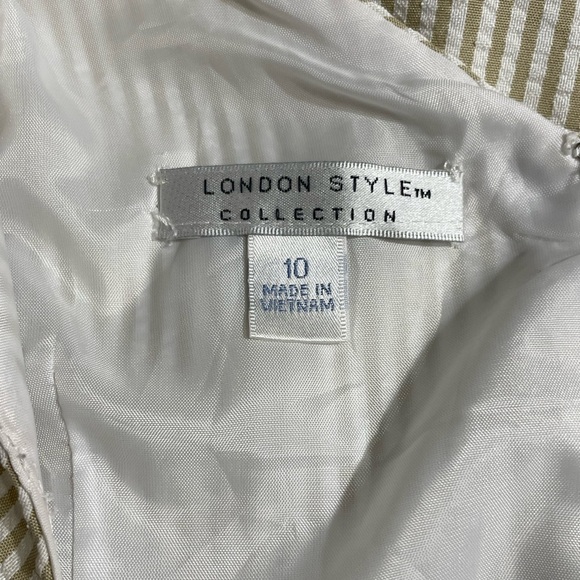 LONDON STYLE™
COLLECTION
10
MADE IN
VIETNAM